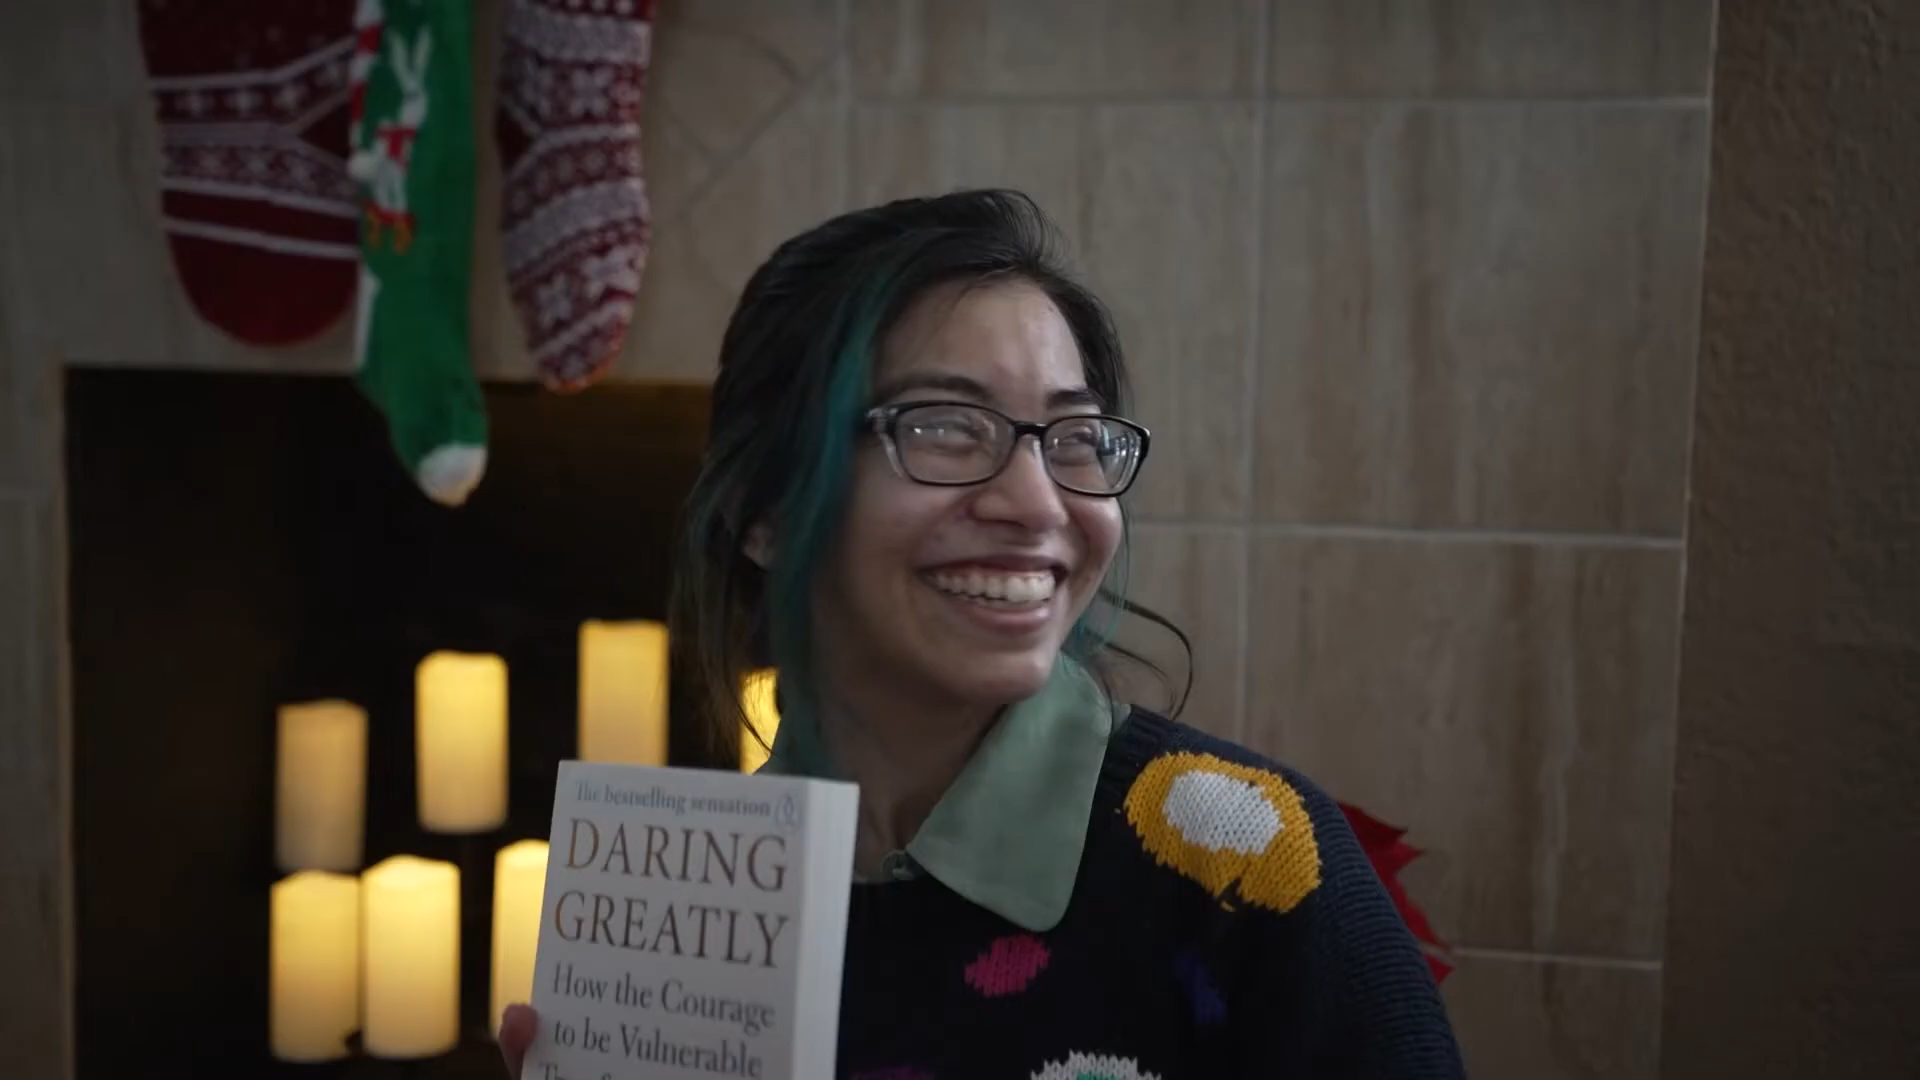 The bestselling sensation
DARING
GREATLY
How the Courage
to be Vulnerable